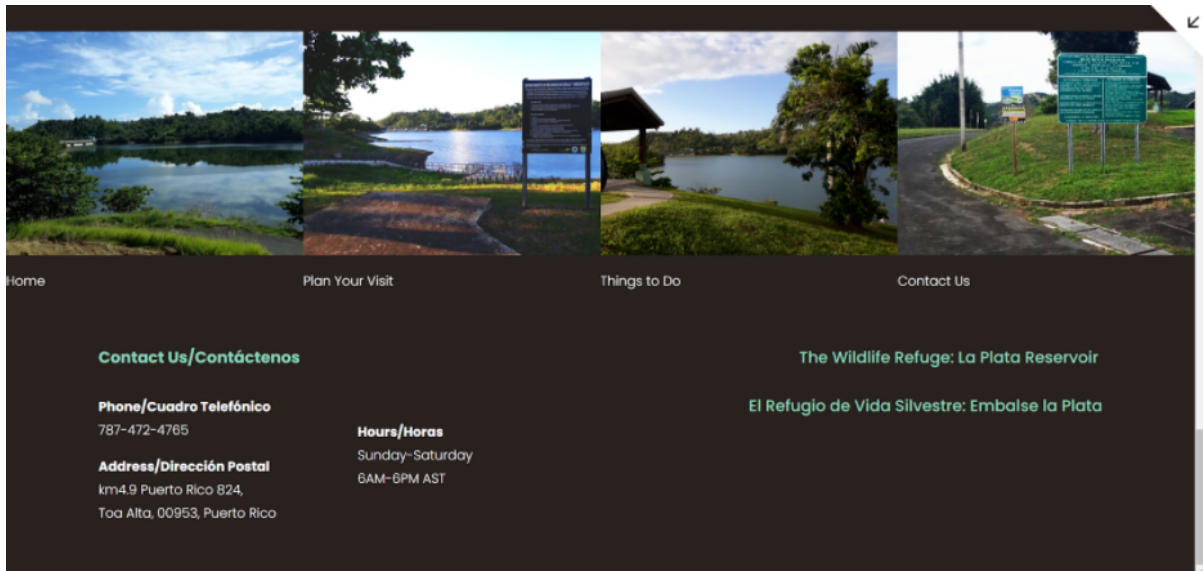 Home
Plan Your Visit
Things to Do
Contact Us
Contact Us/Contáctenos
Phone/Cuadro Telefónico
787-472-4765
Address/Dirección Postal
km4.9 Puerto Rico 824,
Toa Alta, 00953, Puerto Rico
Hours/Horas
Sunday-Saturday
6AM-6PM AST
The Wildlife Refuge: La Plata Reservoir
El Refugio de Vida Silvestre: Embalse la Plata